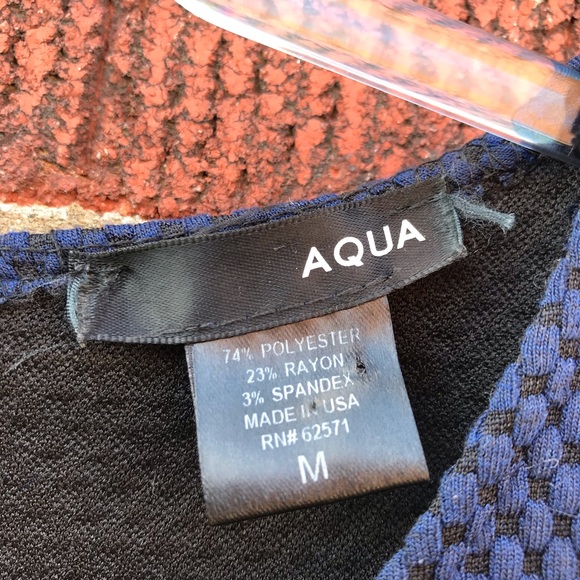 AQUA
74% POLYESTER
23% RAYON
3% SPANDEX
MADE IN USA
RN# 62571
M